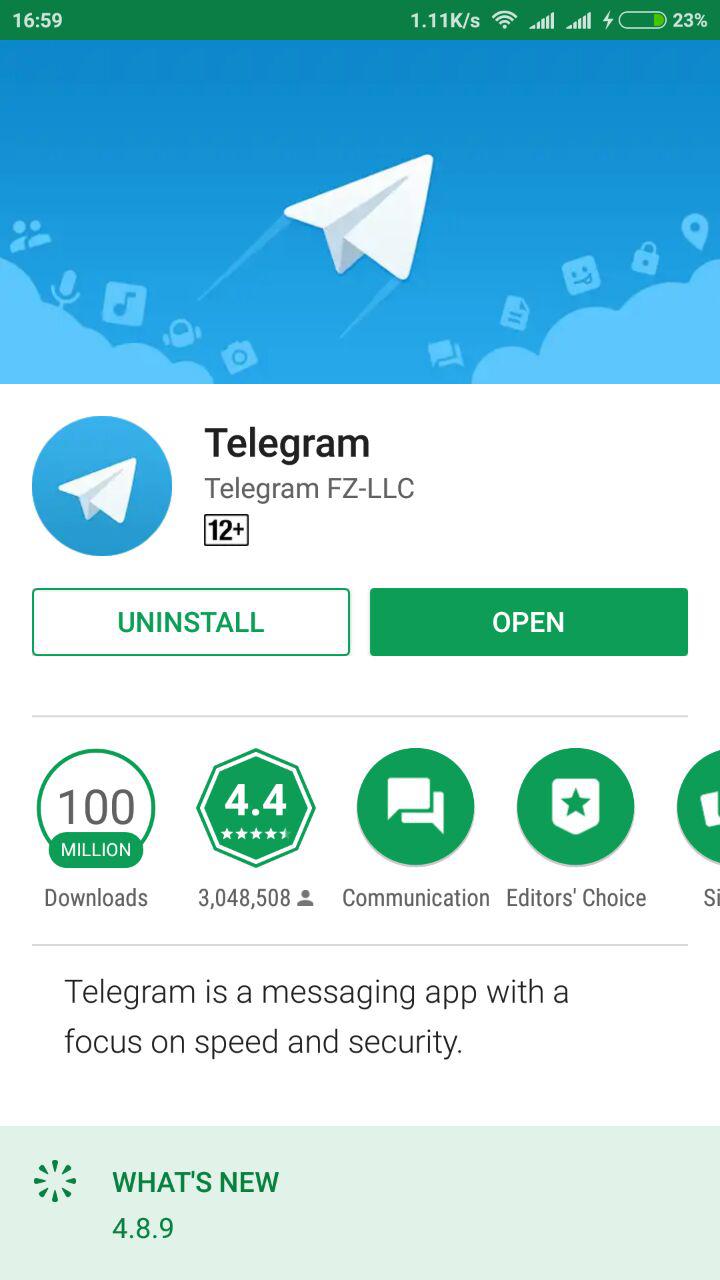 16:59 1.11K/s 23%
Telegram
Telegram FZ-LLC
12+
UNINSTALL OPEN
100 4.4
MILLION
Downloads 3,048,508 Communication Editors' Choice Si
Telegram is a messaging app with a
focus on speed and security.
WHAT'S NEW
4.8.9